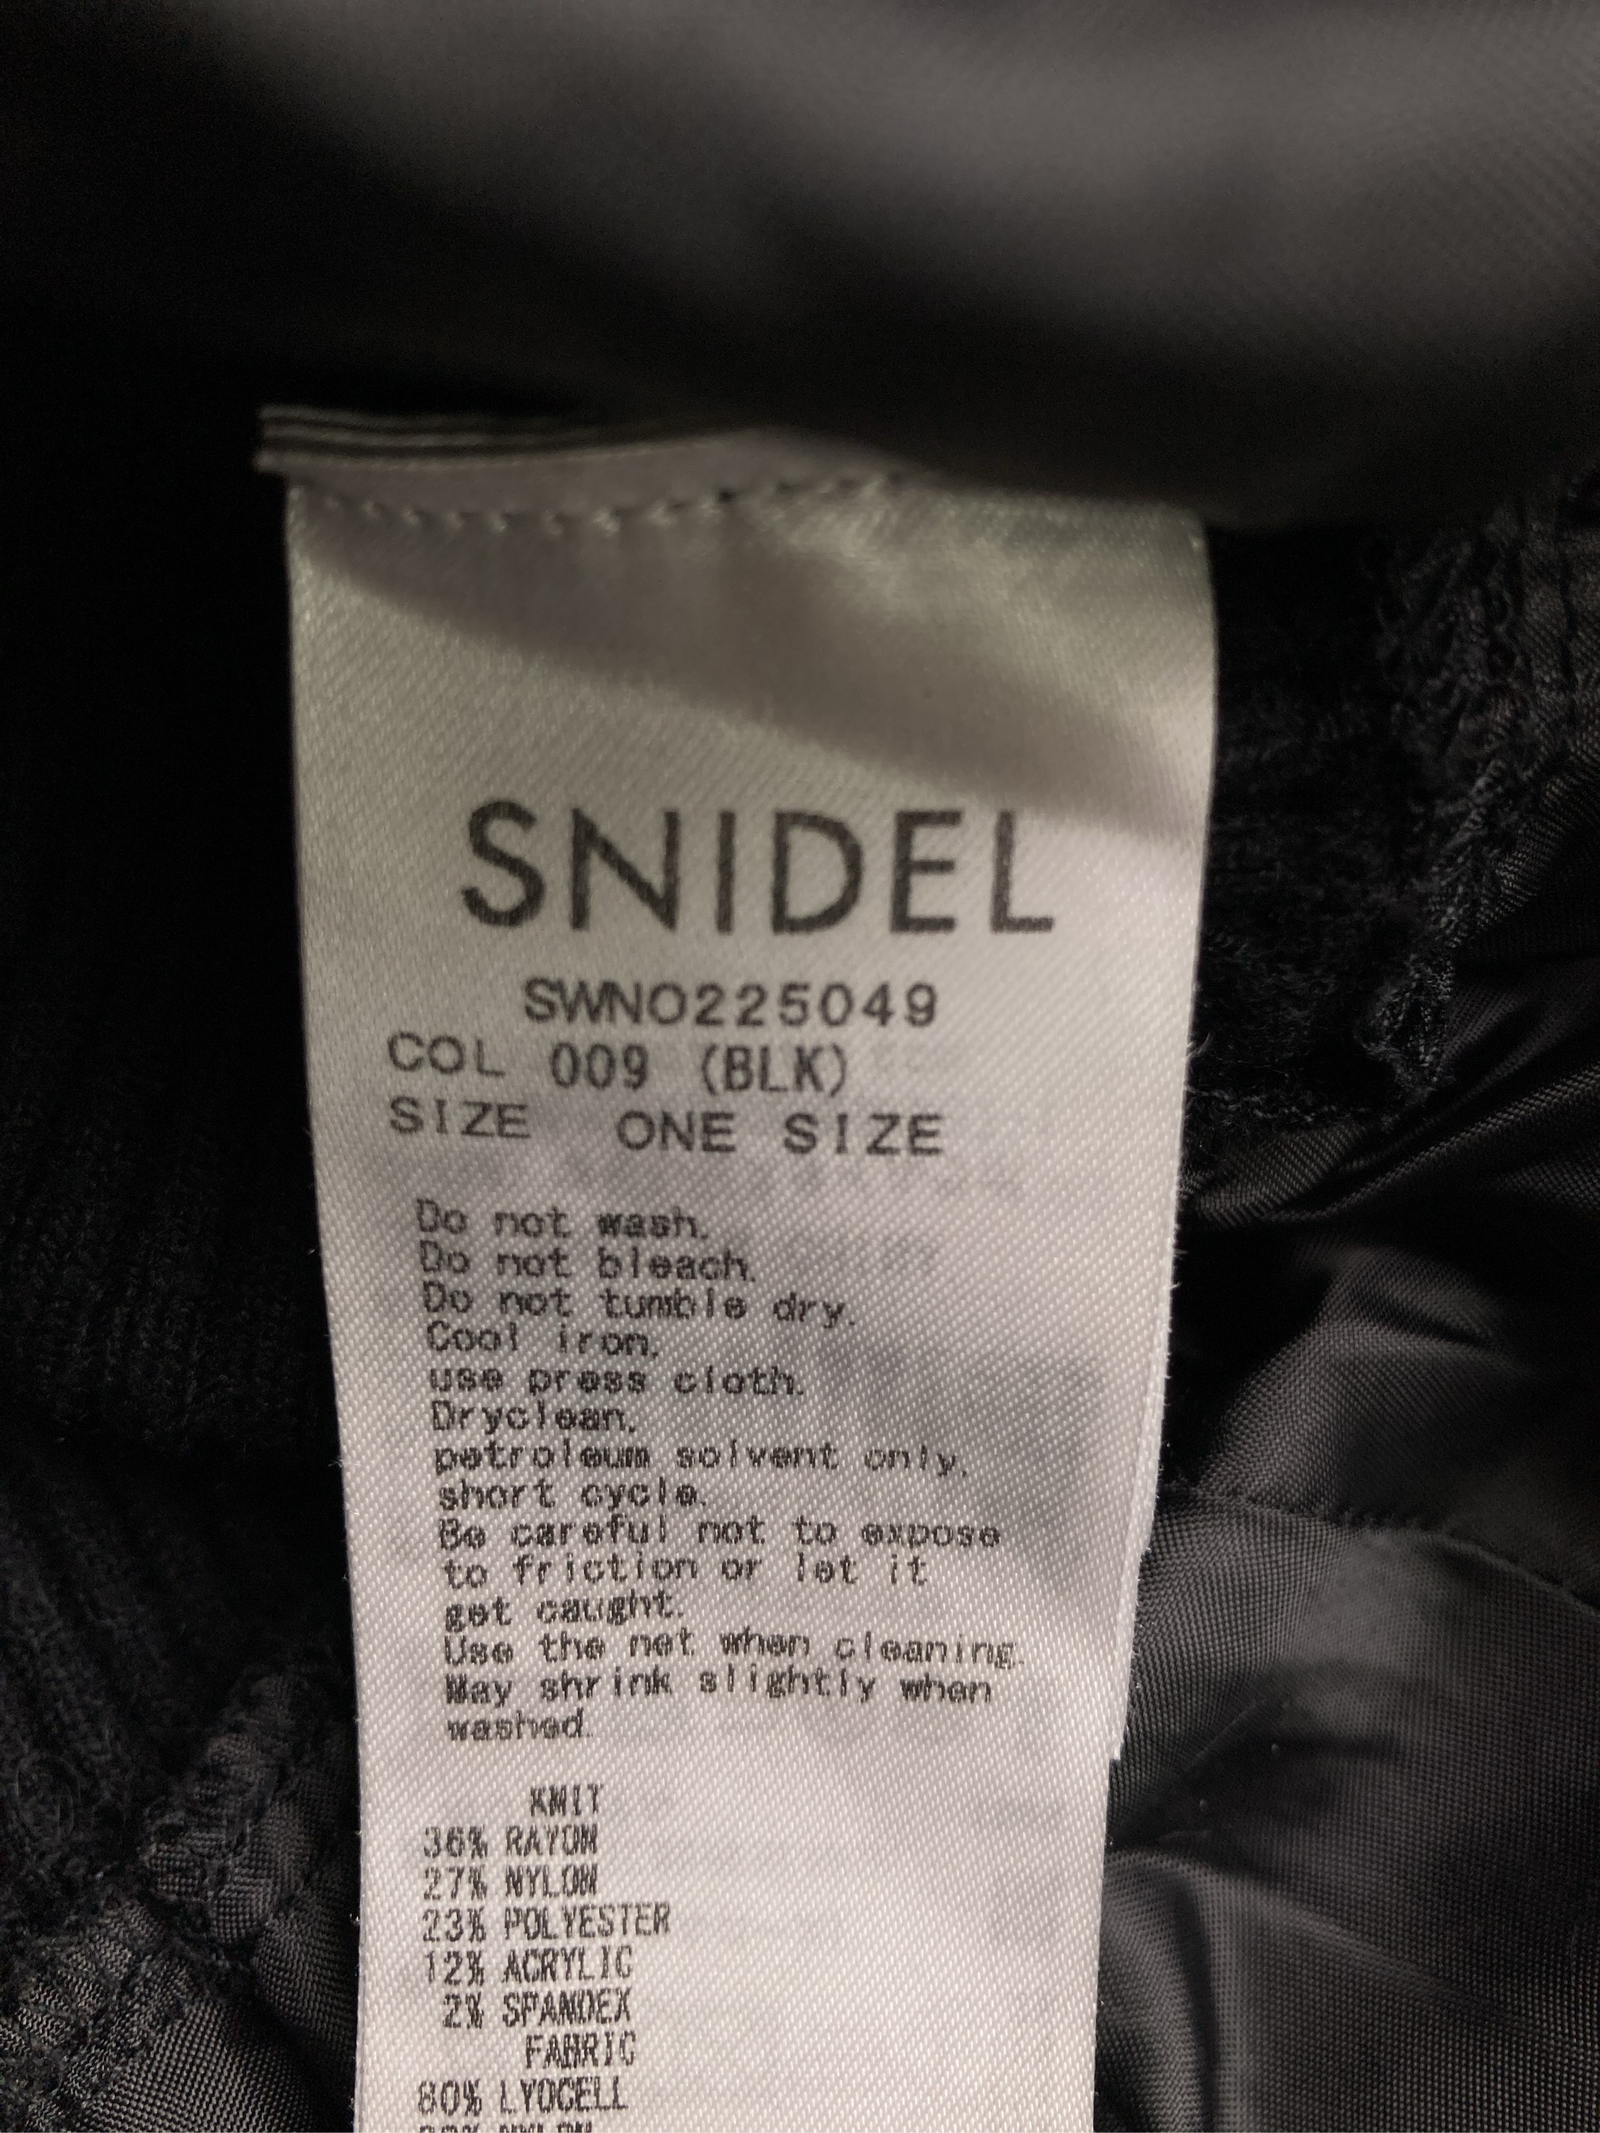 SNIDEL
SWNO225049
COL 009 (BLK)
SIZE ONE SIZE
Do not wash.
Do not bleach.
Do not tumble dry.
Cool iron,
use press cloth.
Dryclean,
petroleum solvent only,
short cycle.
Be careful not to expose
to friction or let it
get caught.
Use the net when cleaning.
May shrink slightly when
washed.
KNIT
36% RAYON
27% NYLON
23% POLYESTER
12% ACRYLIC
2% SPANDEX
FABRIC
80% LYOCELL
NYLON